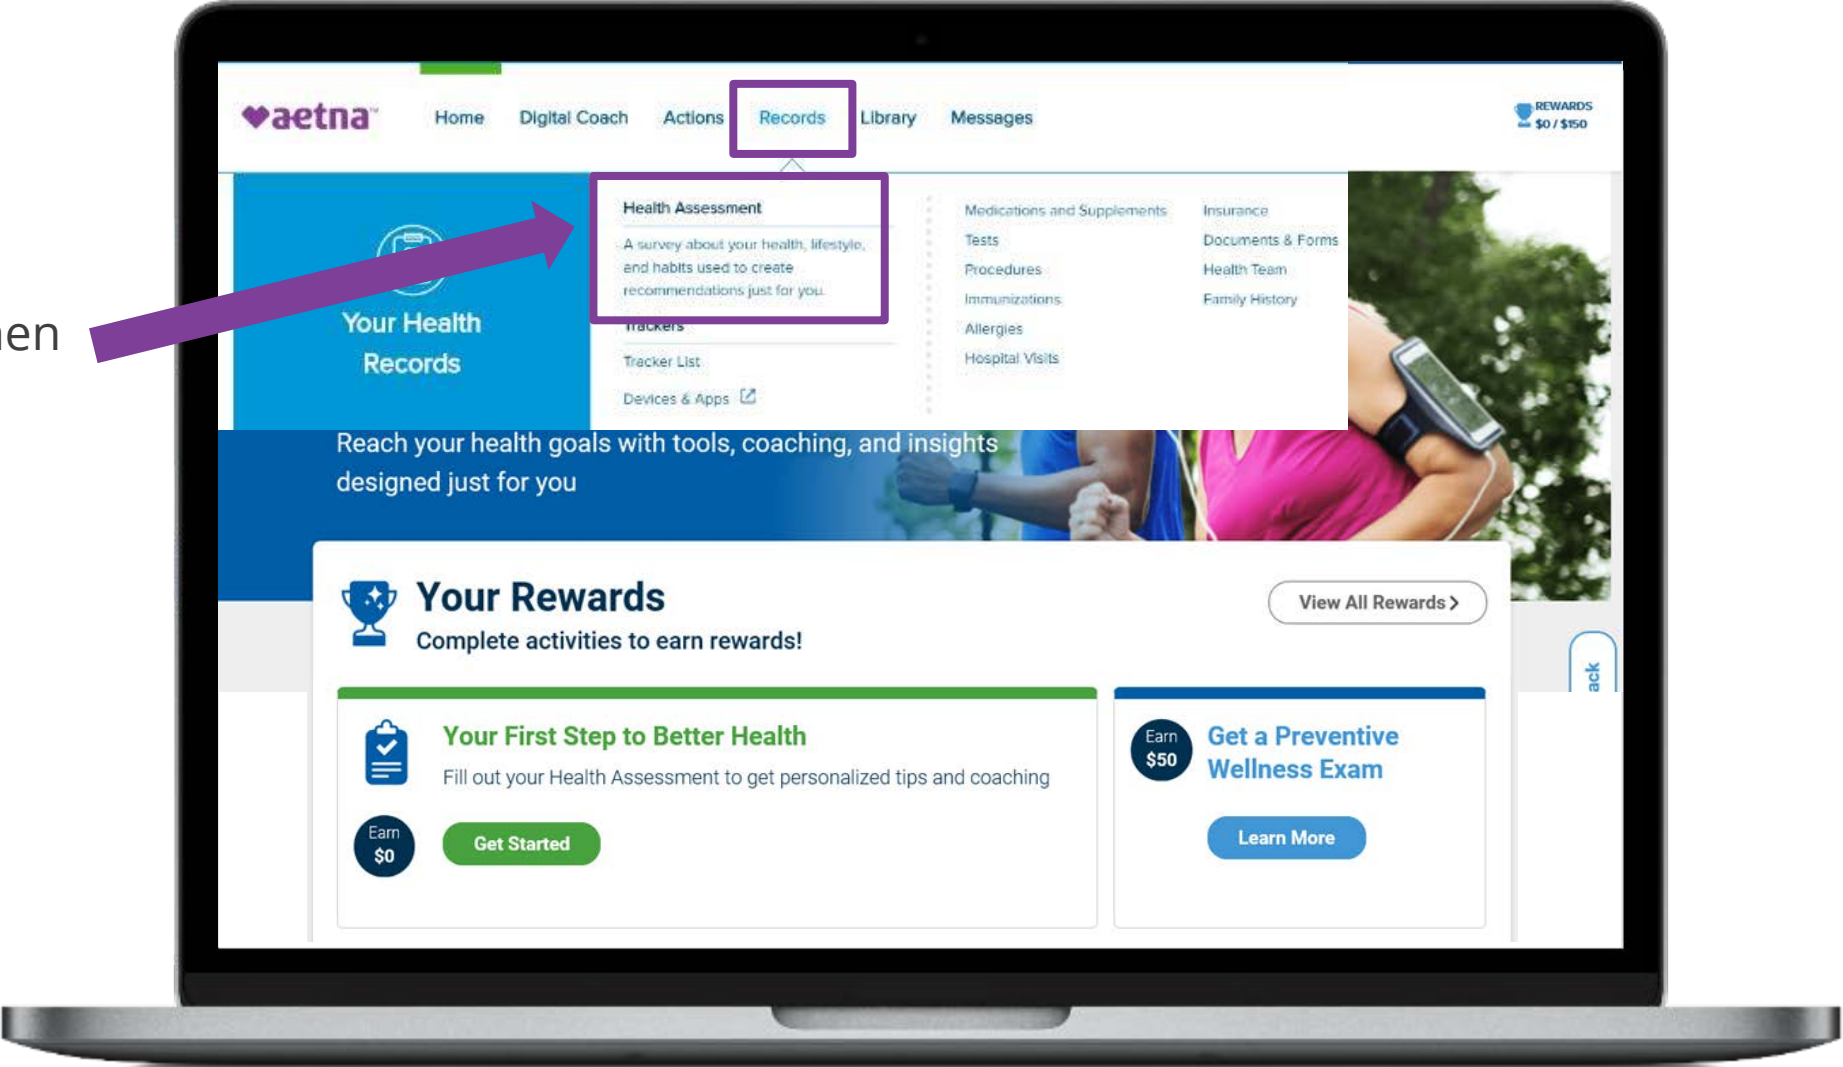 aetna™
Home
Digital Coach
Actions
Records
Library
Messages
REWARDS
$0 / $150
Your Health
Records
Health Assessment
A survey about your health, lifestyle,
and habits used to create
recommendations just for you.
Trackers
Tracker List
Devices & Apps
Medications and Supplements
Tests
Procedures
Immunizations
Allergies
Hospital Visits
Insurance
Documents & Forms
Health Team
Family History
Reach your health goals with tools, coaching, and insights
designed just for you
Your Rewards
Complete activities to earn rewards!
View All Rewards
Your First Step to Better Health
Fill out your Health Assessment to get personalized tips and coaching
Earn
$0
Get Started
Earn
$50
Get a Preventive
Wellness Exam
Learn More